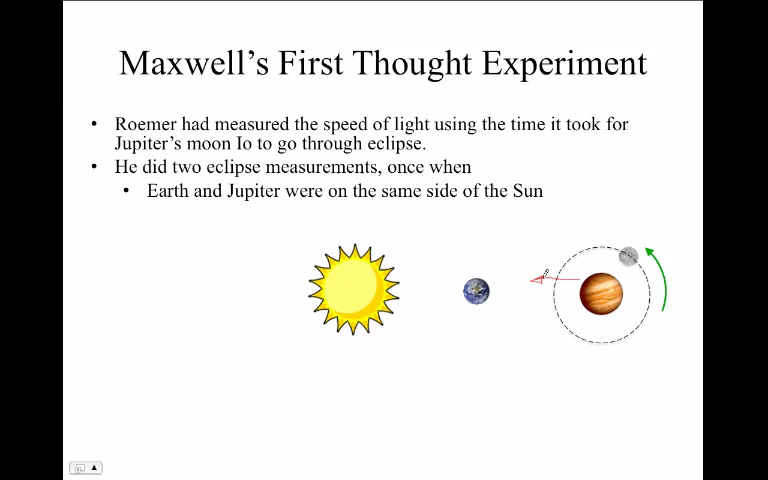 Maxwell's First Thought Experiment
• Roemer had measured the speed of light using the time it took for
Jupiter's moon Io to go through eclipse.
• He did two eclipse measurements, once when
• Earth and Jupiter were on the same side of the Sun